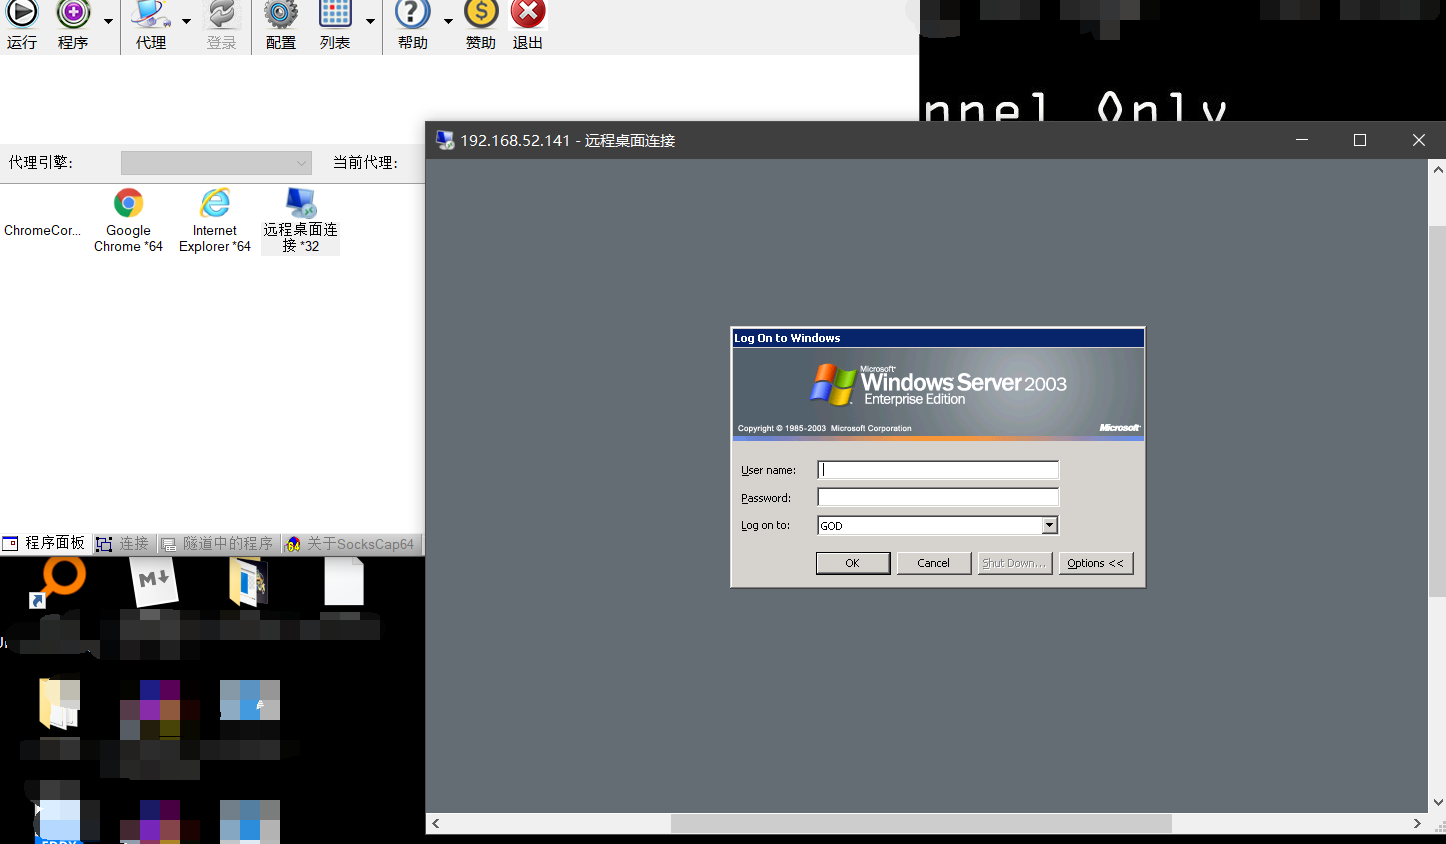 运行 程序 代理 登录 配置 列表 帮助 赞助 退出
nnel Only
192.168.52.141 - 远程桌面连接
代理引擎: 当前代理:
ChromeCor...
Google
Chrome *64
Internet
Explorer *64
远程桌面连
接 *32
Log On to Windows
Microsoft
Windows Server 2003
Enterprise Edition
Copyright © 1985-2003 Microsoft Corporation
Microsoft
User name:
Password:
Log on to: GOD
OK Cancel Shut Down... Options <<
程序面板 连接 隧道中的程序 关于SocksCap64
M